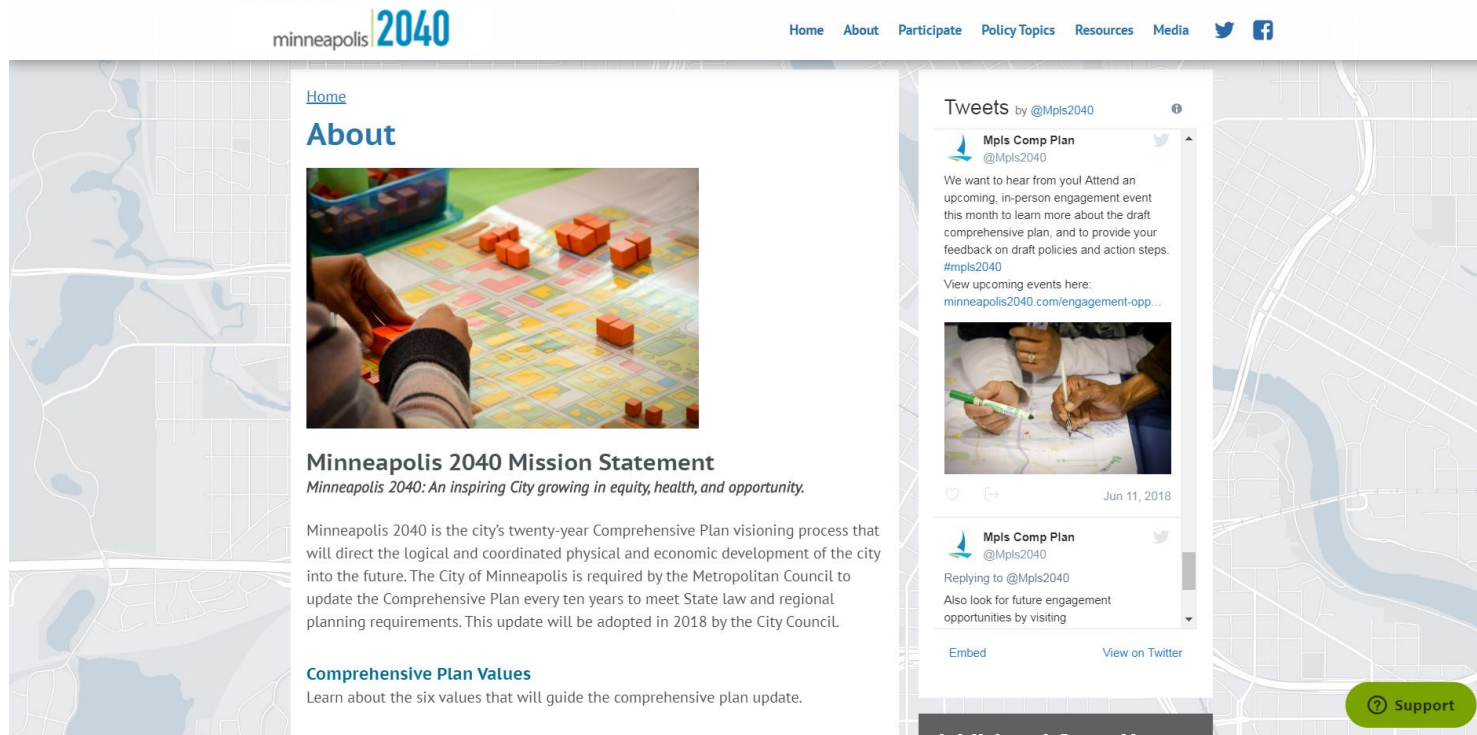 minneapolis 2040
Home About Participate Policy Topics Resources Media
Home
About
Minneapolis 2040 Mission Statement
Minneapolis 2040: An inspiring City growing in equity, health, and opportunity.
Minneapolis 2040 is the city's twenty-year Comprehensive Plan visioning process that
will direct the logical and coordinated physical and economic development of the city
into the future. The City of Minneapolis is required by the Metropolitan Council to
update the Comprehensive Plan every ten years to meet State law and regional
planning requirements. This update will be adopted in 2018 by the City Council.
Comprehensive Plan Values
Learn about the six values that will guide the comprehensive plan update.
Tweets by @Mpls2040
Mpls Comp Plan
@Mpls2040
We want to hear from you! Attend an
upcoming, in-person engagement event
this month to learn more about the draft
comprehensive plan, and to provide your
feedback on draft policies and action steps.
#mpls2040
View upcoming events here:
minneapolis2040.com/engagement-opp…
Jun 11, 2018
Mpls Comp Plan
@Mpls2040
Replying to @Mpls2040
Also look for future engagement
opportunities by visiting
Embed View on Twitter
Support